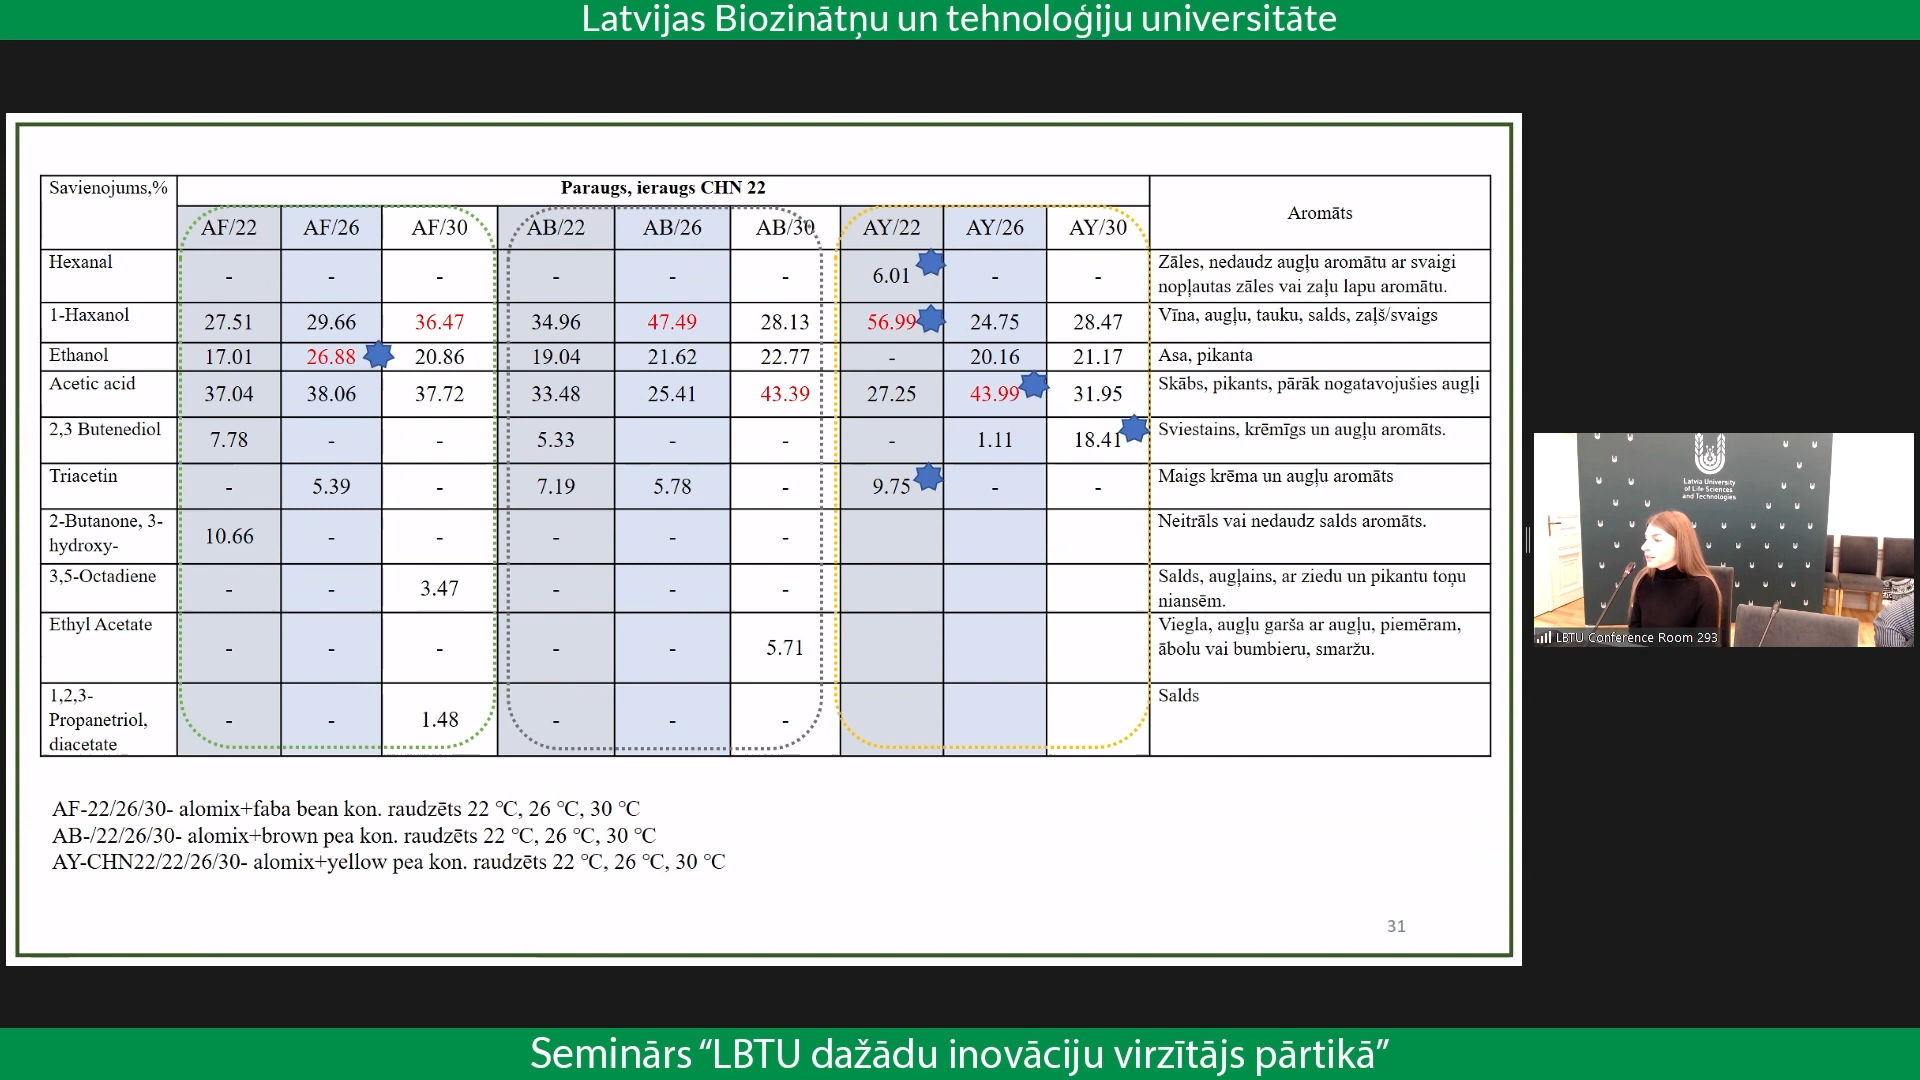 Latvijas Biozinātņu un tehnoloģiju universitāte
Savienojums,% Paraugs, ieraugs CHN 22 Aromāts
AF/22 AF/26 AF/30 AB/22 AB/26 AB/30 AY/22 AY/26 AY/30
Hexanal - - - - - - 6.01 - - Zāles, nedaudz augļu aromātu ar svaigi
nopļautas zāles vai zaļu lapu aromātu.
1-Haxanol 27.51 29.66 36.47 34.96 47.49 28.13 56.99 24.75 28.47 Vīna, augļu, tauku, salds, zaļš/svaigs
Ethanol 17.01 26.88 20.86 19.04 21.62 22.77 - 20.16 21.17 Asa, pikanta
Acetic acid 37.04 38.06 37.72 33.48 25.41 43.39 27.25 43.99 31.95 Skābs, pikants, pārāk nogatavojušies augļi
2,3 Butenediol 7.78 - - 5.33 - - - 1.11 18.41 Sviestains, krēmīgs un augļu aromāts.
Triacetin - 5.39 - 7.19 5.78 - 9.75 - - Maigs krēma un augļu aromāts
2-Butanone, 3- 10.66 - - - - - Neitrāls vai nedaudz salds aromāts.
hydroxy-
3,5-Octadiene - - 3.47 - - - Salds, augļains, ar ziedu un pikantu toņu
niansēm.
Ethyl Acetate - - - - - 5.71 Viegla, augļu garša ar augļu, piemēram,
ābolu vai bumbieru, smaržu.
1,2,3- - - 1.48 - - - Salds
Propanetriol,
diacetate
AF-22/26/30- alomix+faba bean kon. raudzēts 22 °C, 26 °C, 30 °C
AB-/22/26/30- alomix+brown pea kon. raudzēts 22 °C, 26 °C, 30 °C
AY-CHN22/22/26/30- alomix+yellow pea kon. raudzēts 22 °C, 26 °C, 30 °C
31
Latvia University
of Life Sciences
and Technologies
LBTU Conference Room 293
Seminārs “LBTU dažādu inovāciju virzītājs pārtikā”